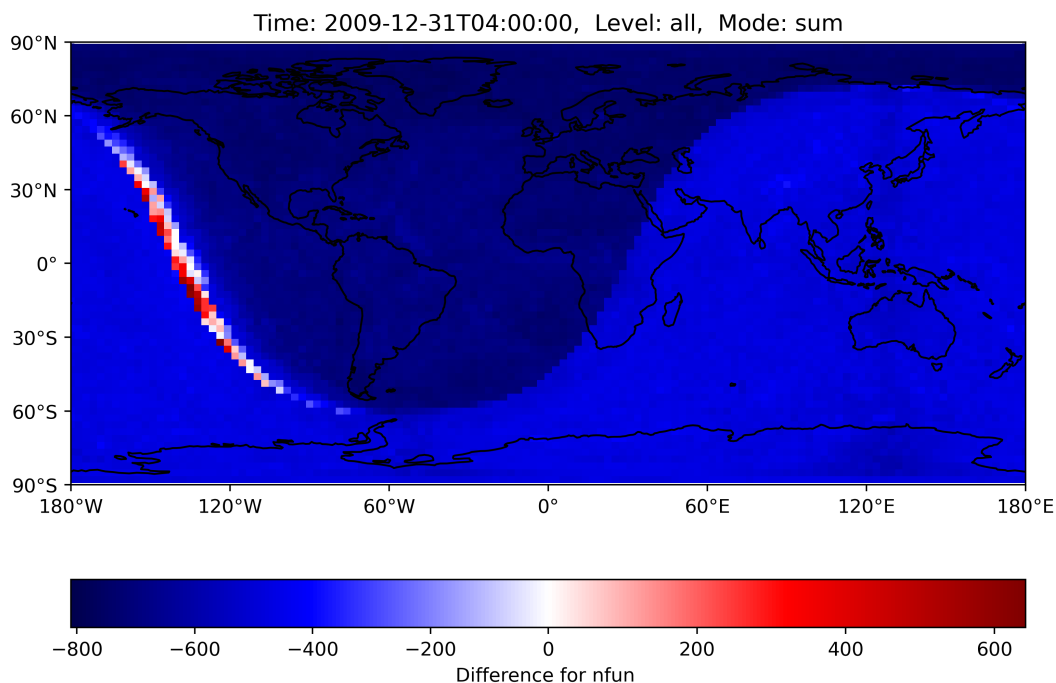 Time: 2009-12-31T04:00:00,  Level: all,  Mode: sum
90°N
60°N
30°N
0°
30°S
60°S
90°S
180°W 120°W 60°W 0° 60°E 120°E 180°E
−800 −600 −400 −200 0 200 400 600
Difference for nfun